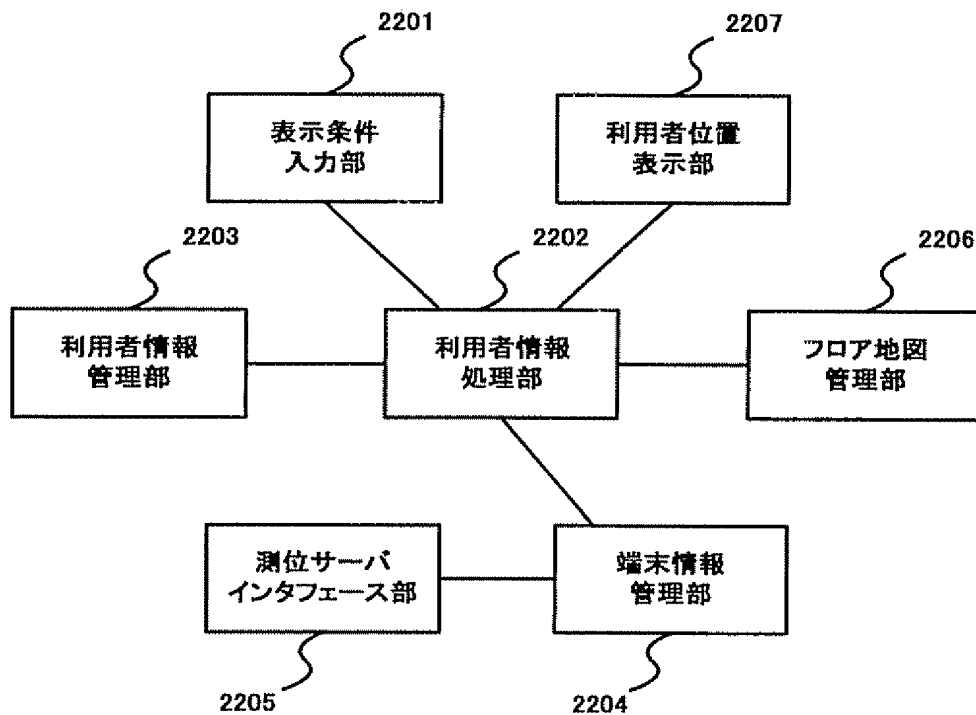 2201
2207
表示条件
入力部
利用者位置
表示部
2203
2202
2206
利用者情報
管理部
利用者情報
処理部
フロア地図
管理部
測位サーバ
インタフェース部
端末情報
管理部
2205
2204